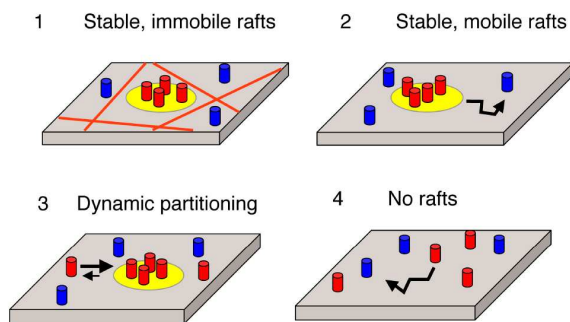 1 Stable, immobile rafts
2 Stable, mobile rafts
3 Dynamic partitioning
4 No rafts